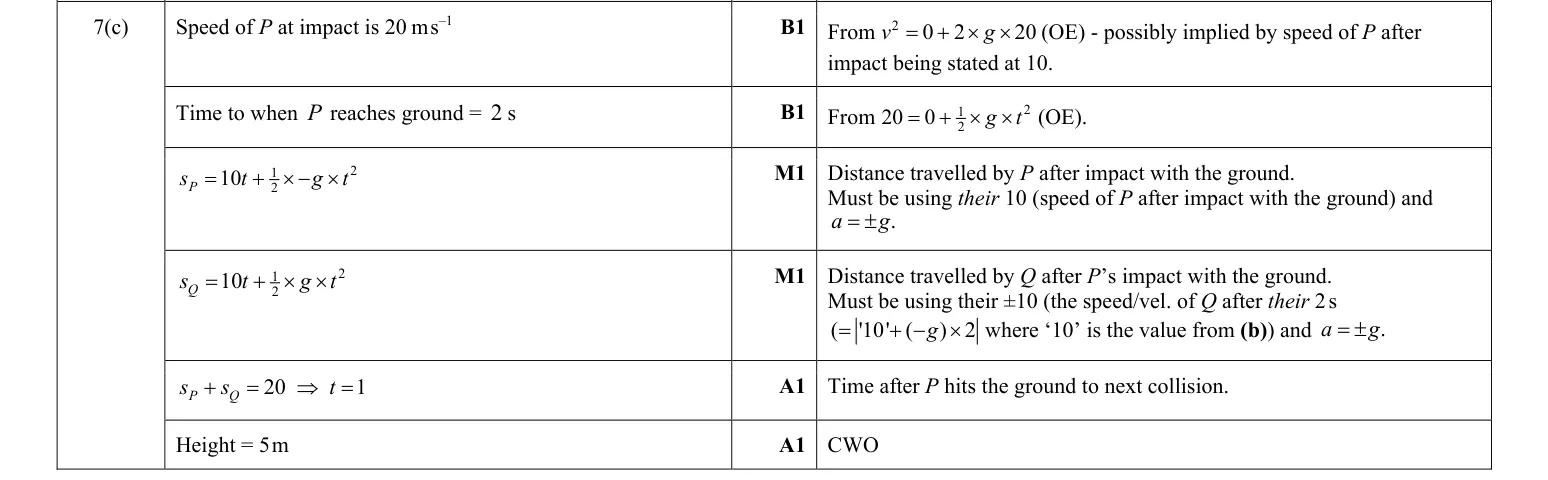 7(c) Speed of P at impact is 20 m s⁻¹ B1 From v² = 0 + 2 × g × 20 (OE) - possibly implied by speed of P after
impact being stated at 10.
Time to when P reaches ground = 2 s B1 From 20 = 0 + ½ × g × t² (OE).
s_P = 10t + ½ × −g × t² M1 Distance travelled by P after impact with the ground.
Must be using their 10 (speed of P after impact with the ground) and
a = ±g.
s_Q = 10t + ½ × g × t² M1 Distance travelled by Q after P's impact with the ground.
Must be using their ±10 (the speed/vel. of Q after their 2 s
(= |'10' + (−g) × 2| where ‘10’ is the value from (b)) and a = ±g.
s_P + s_Q = 20 ⇒ t = 1 A1 Time after P hits the ground to next collision.
Height = 5 m A1 CWO